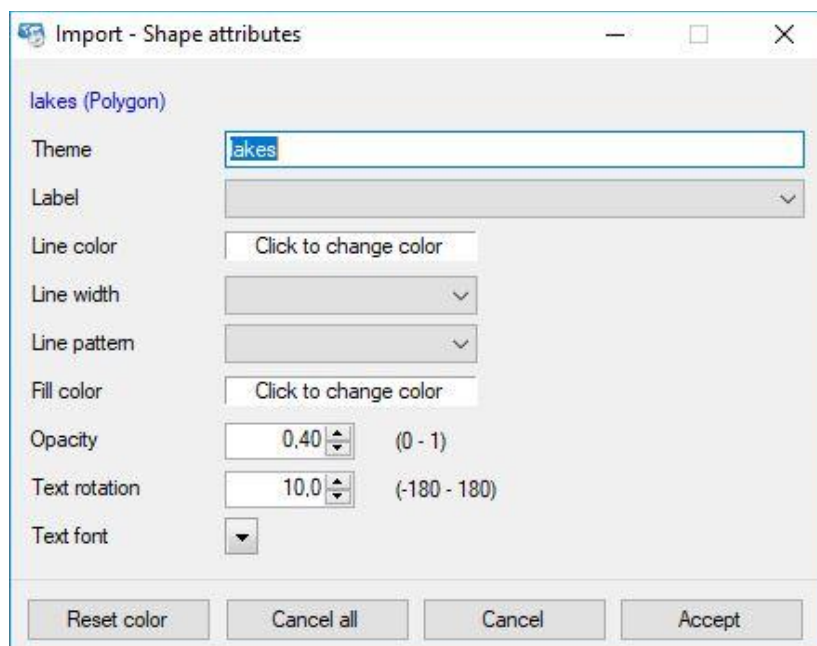 Import - Shape attributes
lakes (Polygon)
Theme lakes
Label
Line color Click to change color
Line width
Line pattern
Fill color Click to change color
Opacity 0,40 (0 - 1)
Text rotation 10,0 (-180 - 180)
Text font
Reset color Cancel all Cancel Accept